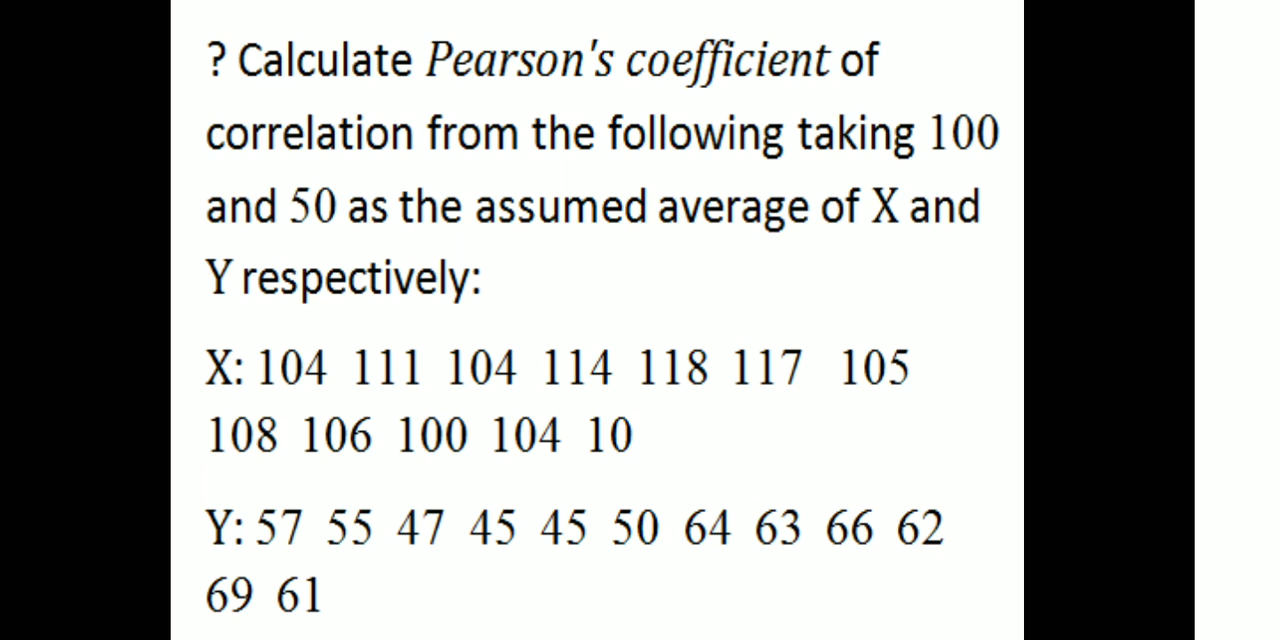 ? Calculate Pearson's coefficient of
correlation from the following taking 100
and 50 as the assumed average of X and
Y respectively:
X: 104 111 104 114 118 117 105
108 106 100 104 10
Y: 57 55 47 45 45 50 64 63 66 62
69 61